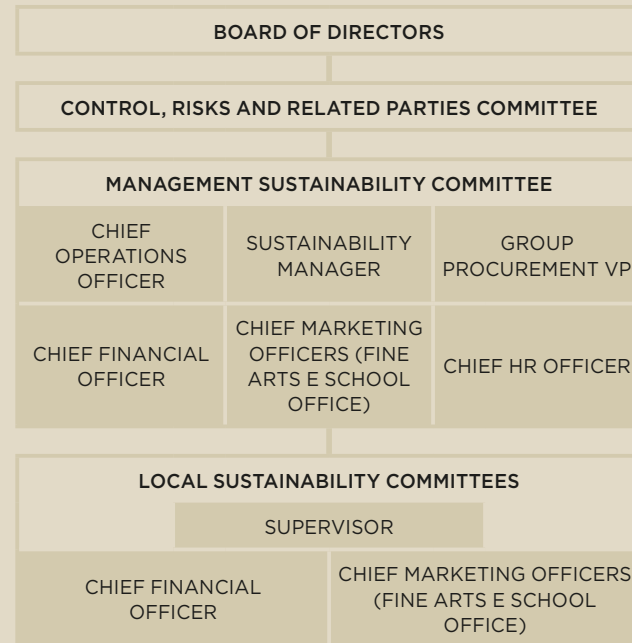 BOARD OF DIRECTORS
CONTROL, RISKS AND RELATED PARTIES COMMITTEE
MANAGEMENT SUSTAINABILITY COMMITTEE
CHIEF
OPERATIONS
OFFICER
SUSTAINABILITY
MANAGER
GROUP
PROCUREMENT VP
CHIEF FINANCIAL
OFFICER
CHIEF MARKETING
OFFICERS (FINE
ARTS E SCHOOL
OFFICE)
CHIEF HR OFFICER
LOCAL SUSTAINABILITY COMMITTEES
SUPERVISOR
CHIEF FINANCIAL
OFFICER
CHIEF MARKETING OFFICERS
(FINE ARTS E SCHOOL
OFFICE)